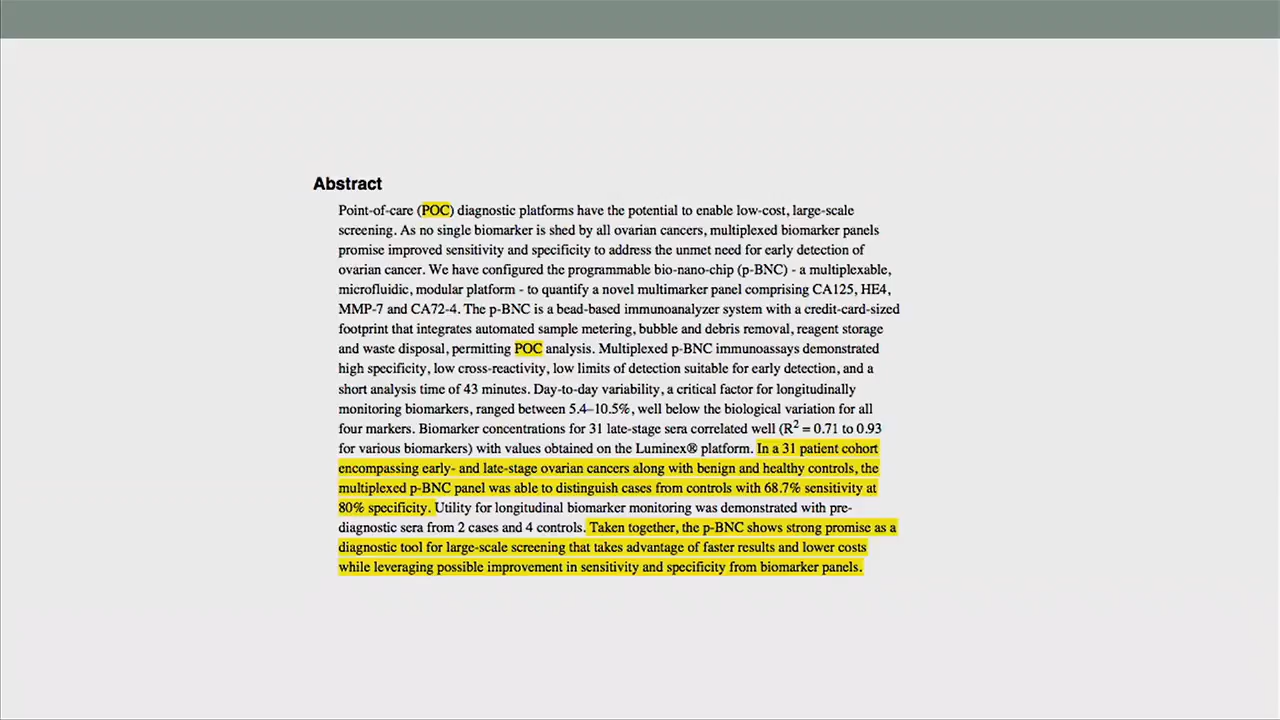 Abstract
Point-of-care (POC) diagnostic platforms have the potential to enable low-cost, large-scale
screening. As no single biomarker is shed by all ovarian cancers, multiplexed biomarker panels
promise improved sensitivity and specificity to address the unmet need for early detection of
ovarian cancer. We have configured the programmable bio-nano-chip (p-BNC) - a multiplexable,
microfluidic, modular platform - to quantify a novel multimarker panel comprising CA125, HE4,
MMP-7 and CA72-4. The p-BNC is a bead-based immunoanalyzer system with a credit-card-sized
footprint that integrates automated sample metering, bubble and debris removal, reagent storage
and waste disposal, permitting POC analysis. Multiplexed p-BNC immunoassays demonstrated
high specificity, low cross-reactivity, low limits of detection suitable for early detection, and a
short analysis time of 43 minutes. Day-to-day variability, a critical factor for longitudinally
monitoring biomarkers, ranged between 5.4–10.5%, well below the biological variation for all
four markers. Biomarker concentrations for 31 late-stage sera correlated well (R² = 0.71 to 0.93
for various biomarkers) with values obtained on the Luminex® platform. In a 31 patient cohort
encompassing early- and late-stage ovarian cancers along with benign and healthy controls, the
multiplexed p-BNC panel was able to distinguish cases from controls with 68.7% sensitivity at
80% specificity. Utility for longitudinal biomarker monitoring was demonstrated with pre-
diagnostic sera from 2 cases and 4 controls. Taken together, the p-BNC shows strong promise as a
diagnostic tool for large-scale screening that takes advantage of faster results and lower costs
while leveraging possible improvement in sensitivity and specificity from biomarker panels.